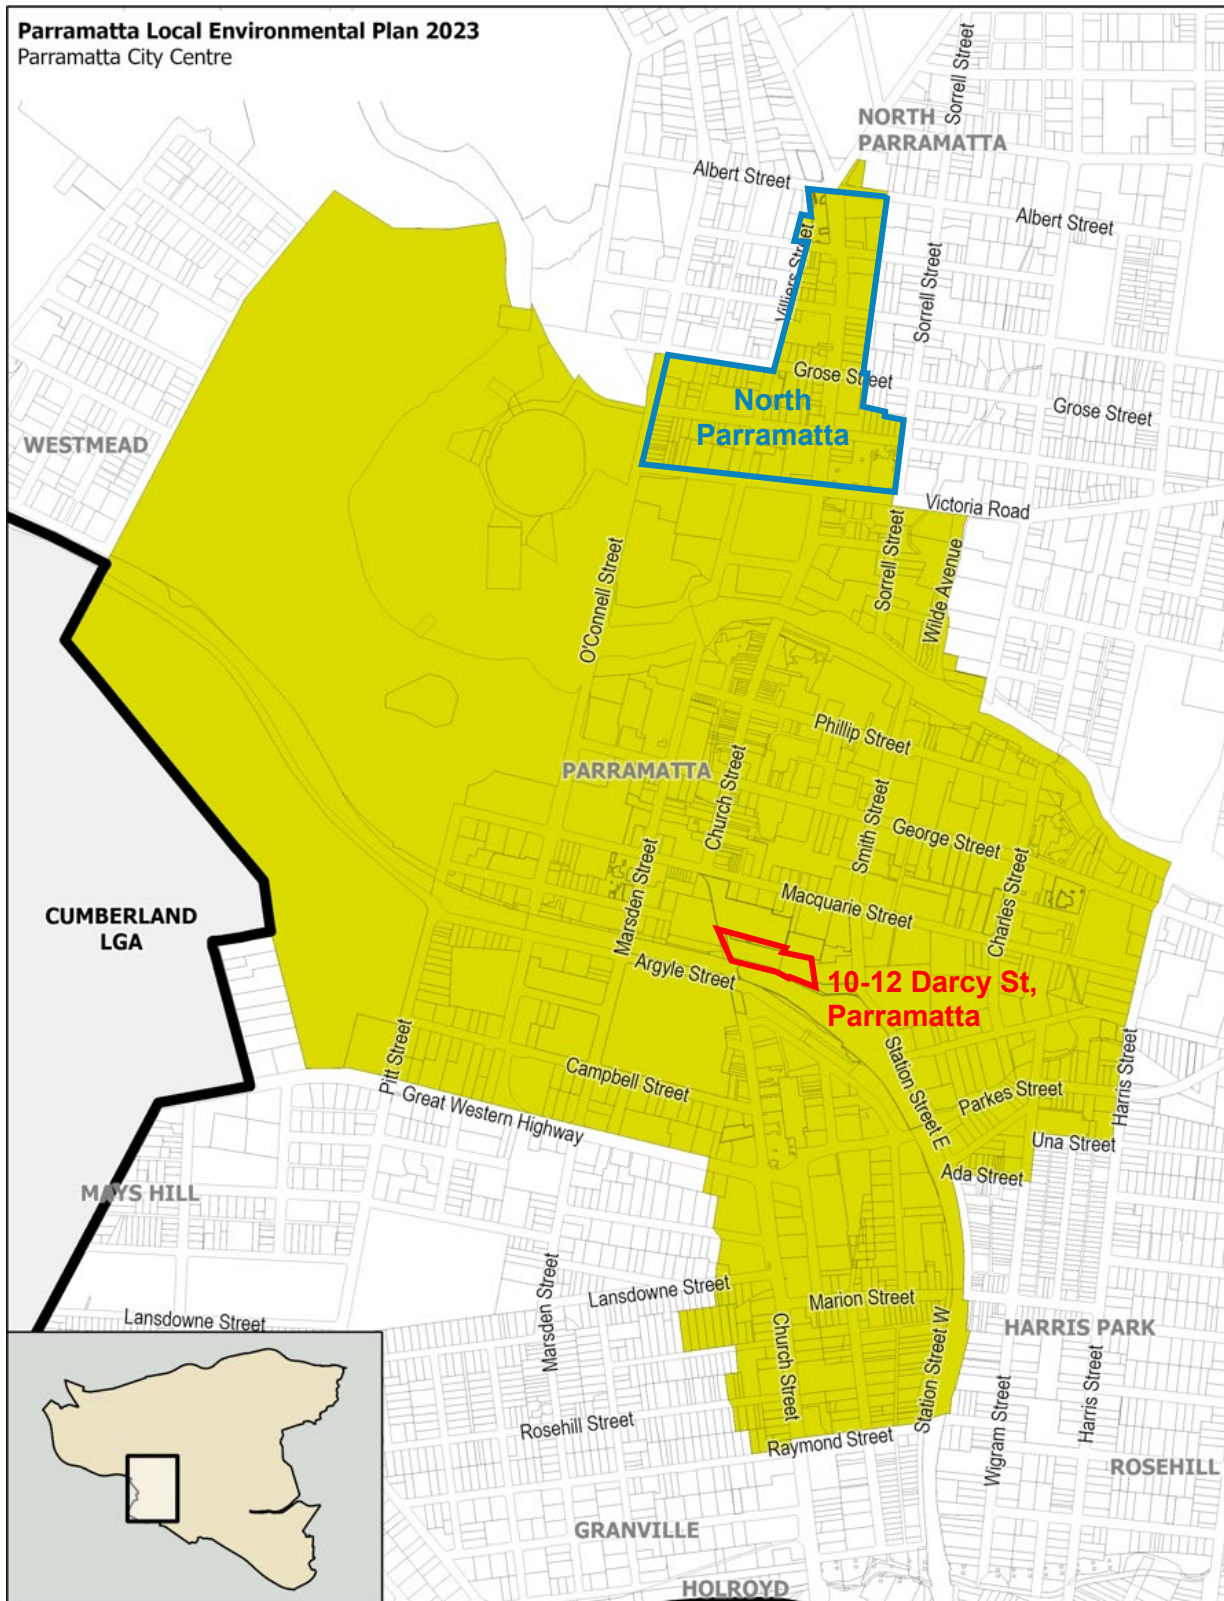 Parramatta Local Environmental Plan 2023
Parramatta City Centre
Sorrell Street
NORTH
PARRAMATTA
Albert Street
Albert Street
Villiers Street
Sorrell Street
Grose Street
Grose Street
North
Parramatta
WESTMEAD
Victoria Road
O'Connell Street
Sorrell Street
Wilde Avenue
Phillip Street
PARRAMATTA
Church Street
Smith Street
George Street
Marsden Street
Macquarie Street
Charles Street
CUMBERLAND
LGA
Argyle Street
10-12 Darcy St,
Parramatta
Pitt Street
Campbell Street
Great Western Highway
Station Street E
Parkes Street
Harris Street
Una Street
Ada Street
MAYS HILL
Lansdowne Street
Marsden Street
Lansdowne Street
Marion Street
Church Street
Station Street W
HARRIS PARK
Harris Street
Wigram Street
Rosehill Street
Raymond Street
ROSEHILL
GRANVILLE
HOLROYD